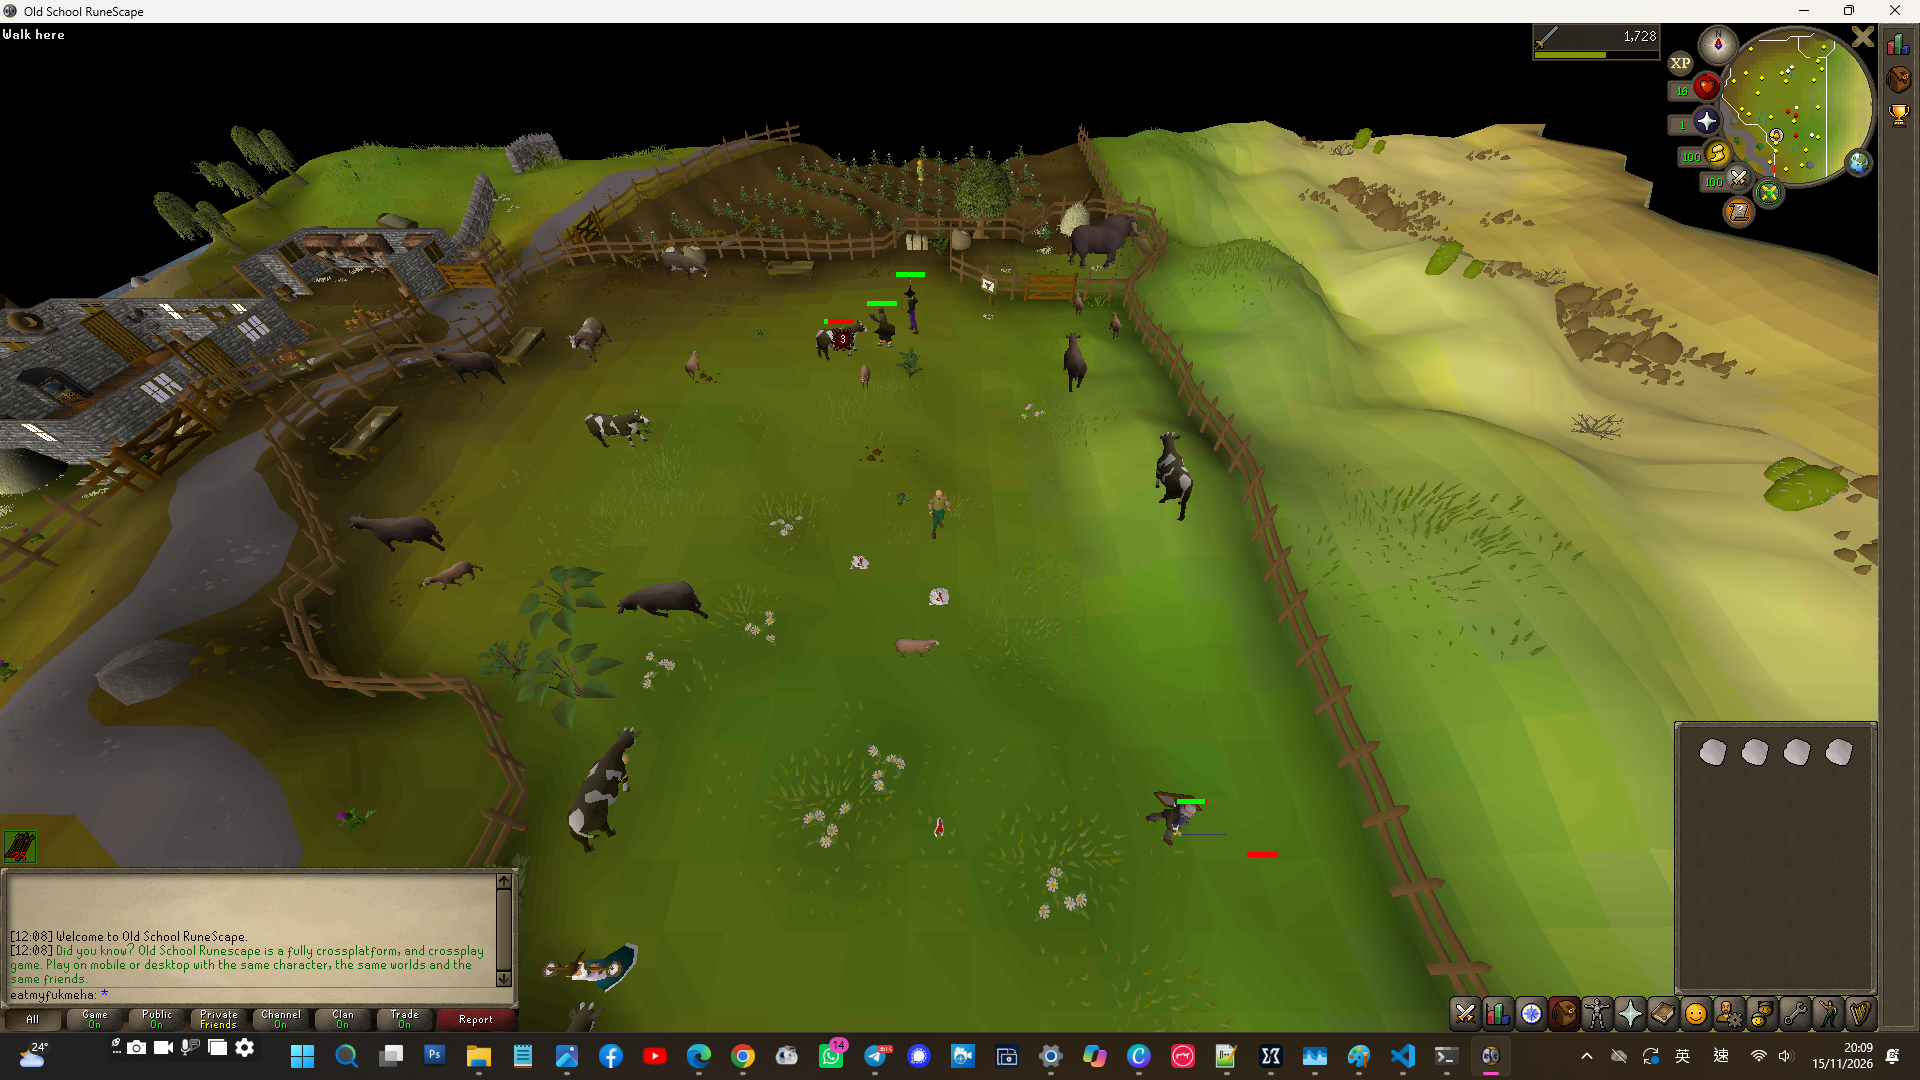 Old School RuneScape
Walk here
1,728
N
XP
16
1
100
100
3
23
[12:08] Welcome to Old School RuneScape.
[12:08] Did you know? Old School Runescape is a fully crossplatform, and crossplay
game. Play on mobile or desktop with the same character, the same worlds and the
same friends.
eatmyfukmeha: *
All
Game
On
Public
On
Private
Friends
Channel
On
Clan
On
Trade
On
Report
24°
Ps
14
英
速
20:09
15/11/2026